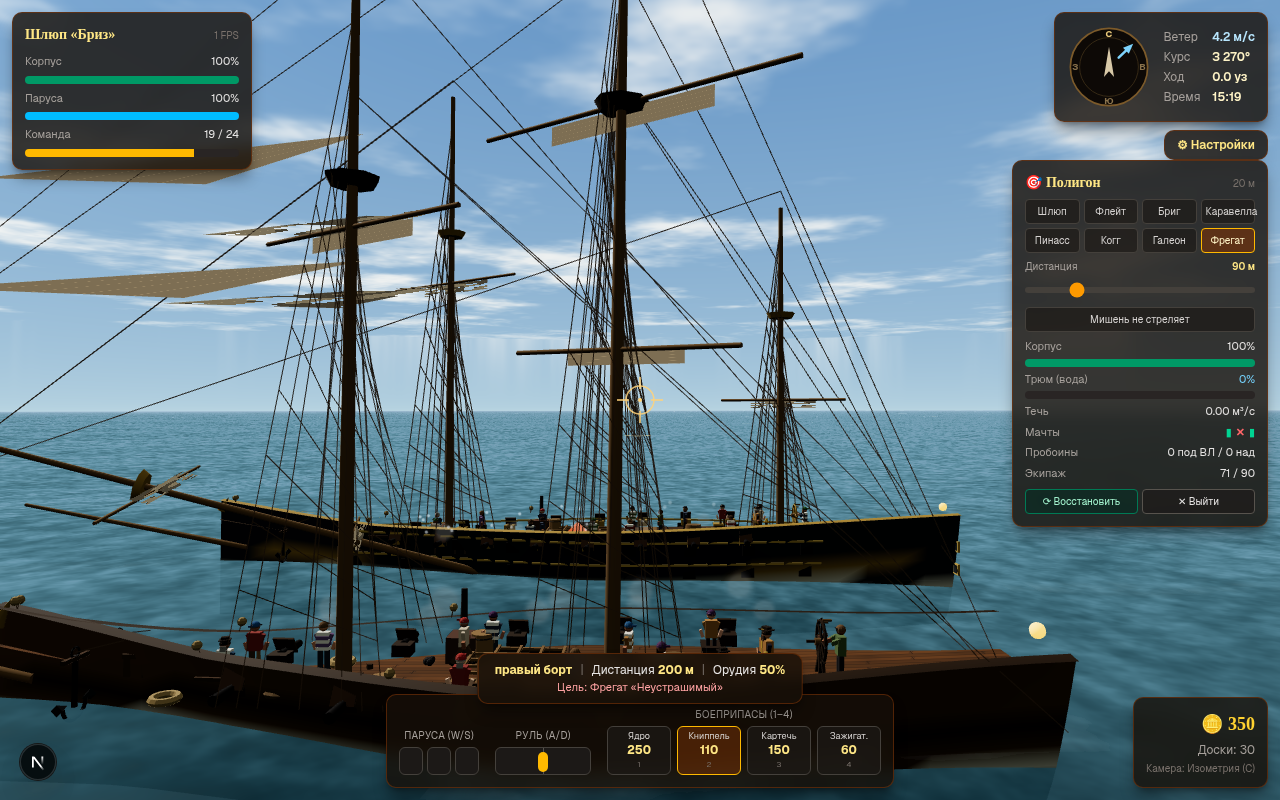 Шлюп «Бриз» 1 FPS
Корпус 100%
Паруса 100%
Команда 19 / 24
С
З В
Ю
Ветер 4.2 м/с
Курс З 270°
Ход 0.0 уз
Время 15:19
⚙ Настройки
🎯 Полигон 20 м
Шлюп Флейт Бриг Каравелла
Пинасс Когг Галеон Фрегат
Дистанция 90 м
Мишень не стреляет
Корпус 100%
Трюм (вода) 0%
Течь 0.00 м³/с
Мачты ▮ ✕ ▮
Пробоины 0 под ВЛ / 0 над
Экипаж 71 / 90
⟳ Восстановить ✕ Выйти
правый борт | Дистанция 200 м | Орудия 50%
Цель: Фрегат «Неустрашимый»
БОЕПРИПАСЫ (1–4)
ПАРУСА (W/S) РУЛЬ (A/D)
Ядро Книппель Картечь Зажигат.
250 110 150 60
1 2 3 4
N
🪙 350
Доски: 30
Камера: Изометрия (C)